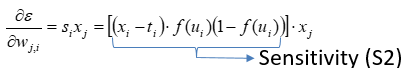 ∂ε/∂w_{j,i} = s_i x_j = [(x_i − t_i) · f(u_i)(1 − f(u_i))] · x_j
Sensitivity (S2)